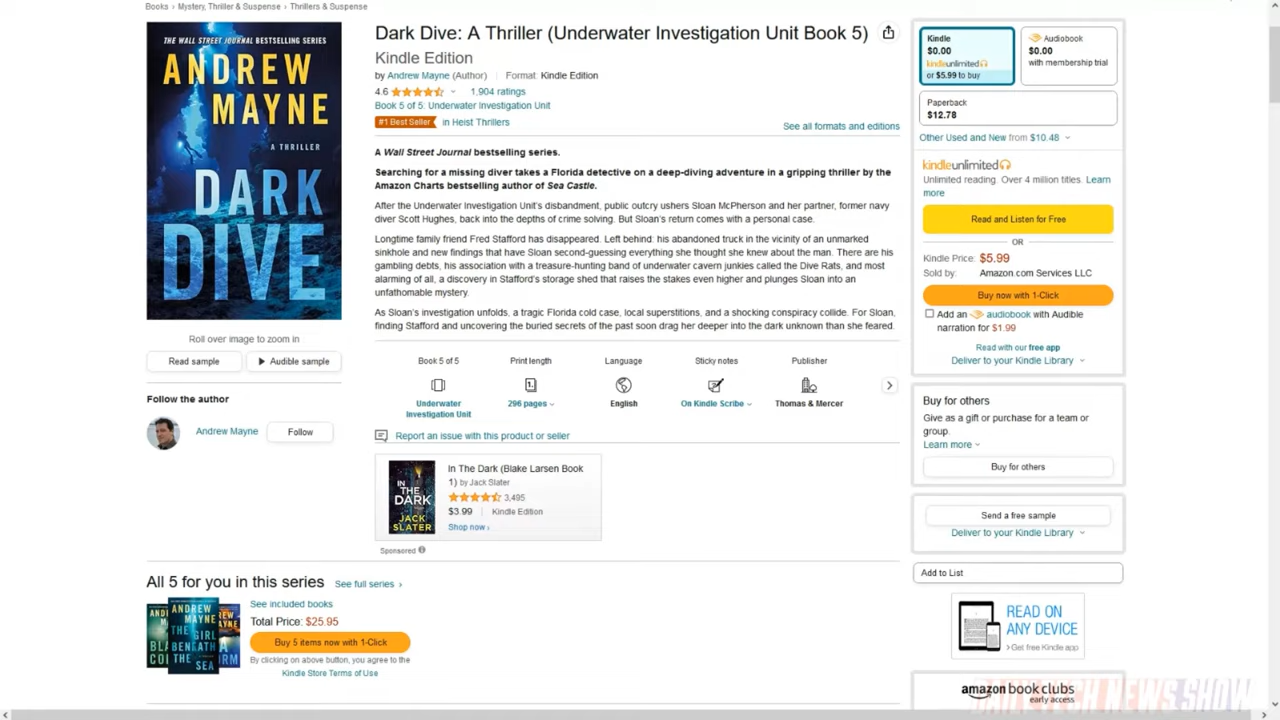 Books › Mystery, Thriller & Suspense › Thrillers & Suspense
THE WALL STREET JOURNAL BESTSELLING SERIES
ANDREW
MAYNE
A THRILLER
DARK
DIVE
Roll over image to zoom in
Read sample
Audible sample
Follow the author
Andrew Mayne
Follow
Dark Dive: A Thriller (Underwater Investigation Unit Book 5)
Kindle Edition
by Andrew Mayne (Author) Format Kindle Edition
4.6 1,904 ratings
Book 5 of 5: Underwater Investigation Unit
#1 Best Seller in Heist Thrillers
See all formats and editions
A Wall Street Journal bestselling series.
Searching for a missing diver takes a Florida detective on a deep-diving adventure in a gripping thriller by the
Amazon Charts bestselling author of Sea Castle.
After the Underwater Investigation Unit's disbandment, public outcry ushers Sloan McPherson and her partner, former navy
diver Scott Hughes, back into the depths of crime solving. But Sloan's return comes with a personal case.
Longtime family friend Fred Stafford has disappeared. Left behind: his abandoned truck in the vicinity of an unmarked
sinkhole and new findings that have Sloan second-guessing everything she thought she knew about the man. There are his
gambling debts, his association with a treasure-hunting band of underwater cavern junkies called the Dive Rats, and most
alarming of all, a discovery in Stafford's storage shed that raises the stakes even higher and plunges Sloan into an
unfathomable mystery.
As Sloan's investigation unfolds, a tragic Florida cold case, local superstitions, and a shocking conspiracy collide. For Sloan,
finding Stafford and uncovering the buried secrets of the past soon drag her deeper into the dark unknown than she feared.
Book 5 of 5
Underwater
Investigation Unit
Print length
1.
296 pages
Language
English
Sticky notes
On Kindle Scribe
Publisher
Thomas & Mercer
Report an issue with this product or seller
IN
THE
DARK
JACK
SLATER
In The Dark (Blake Larsen Book
1) by Jack Slater
3,495
$3.99 Kindle Edition
Shop now ›
Sponsored
All 5 for you in this series See full series ›
ANDREW
MAYNE
THE
GIRL
BENEATH
THE
SEA
See included books
Total Price: $25.95
Buy 5 items now with 1-Click
By clicking on above button, you agree to the
Kindle Store Terms of Use
Kindle
$0.00
kindleunlimited
or $5.99 to buy
Audiobook
$0.00
with membership trial
Paperback
$12.78
Other Used and New from $10.48
kindleunlimited
Unlimited reading. Over 4 million titles. Learn
more
Read and Listen for Free
OR
Kindle Price: $5.99
Sold by: Amazon.com Services LLC
Buy now with 1-Click
Add an audiobook with Audible
narration for $1.99
Read with our free app
Deliver to your Kindle Library
Buy for others
Give as a gift or purchase for a team or
group.
Learn more
Buy for others
Send a free sample
Deliver to your Kindle Library
Add to List
READ ON
ANY DEVICE
› Get free Kindle app
amazon book clubs
early access
DAILY TECH NEWS SHOW